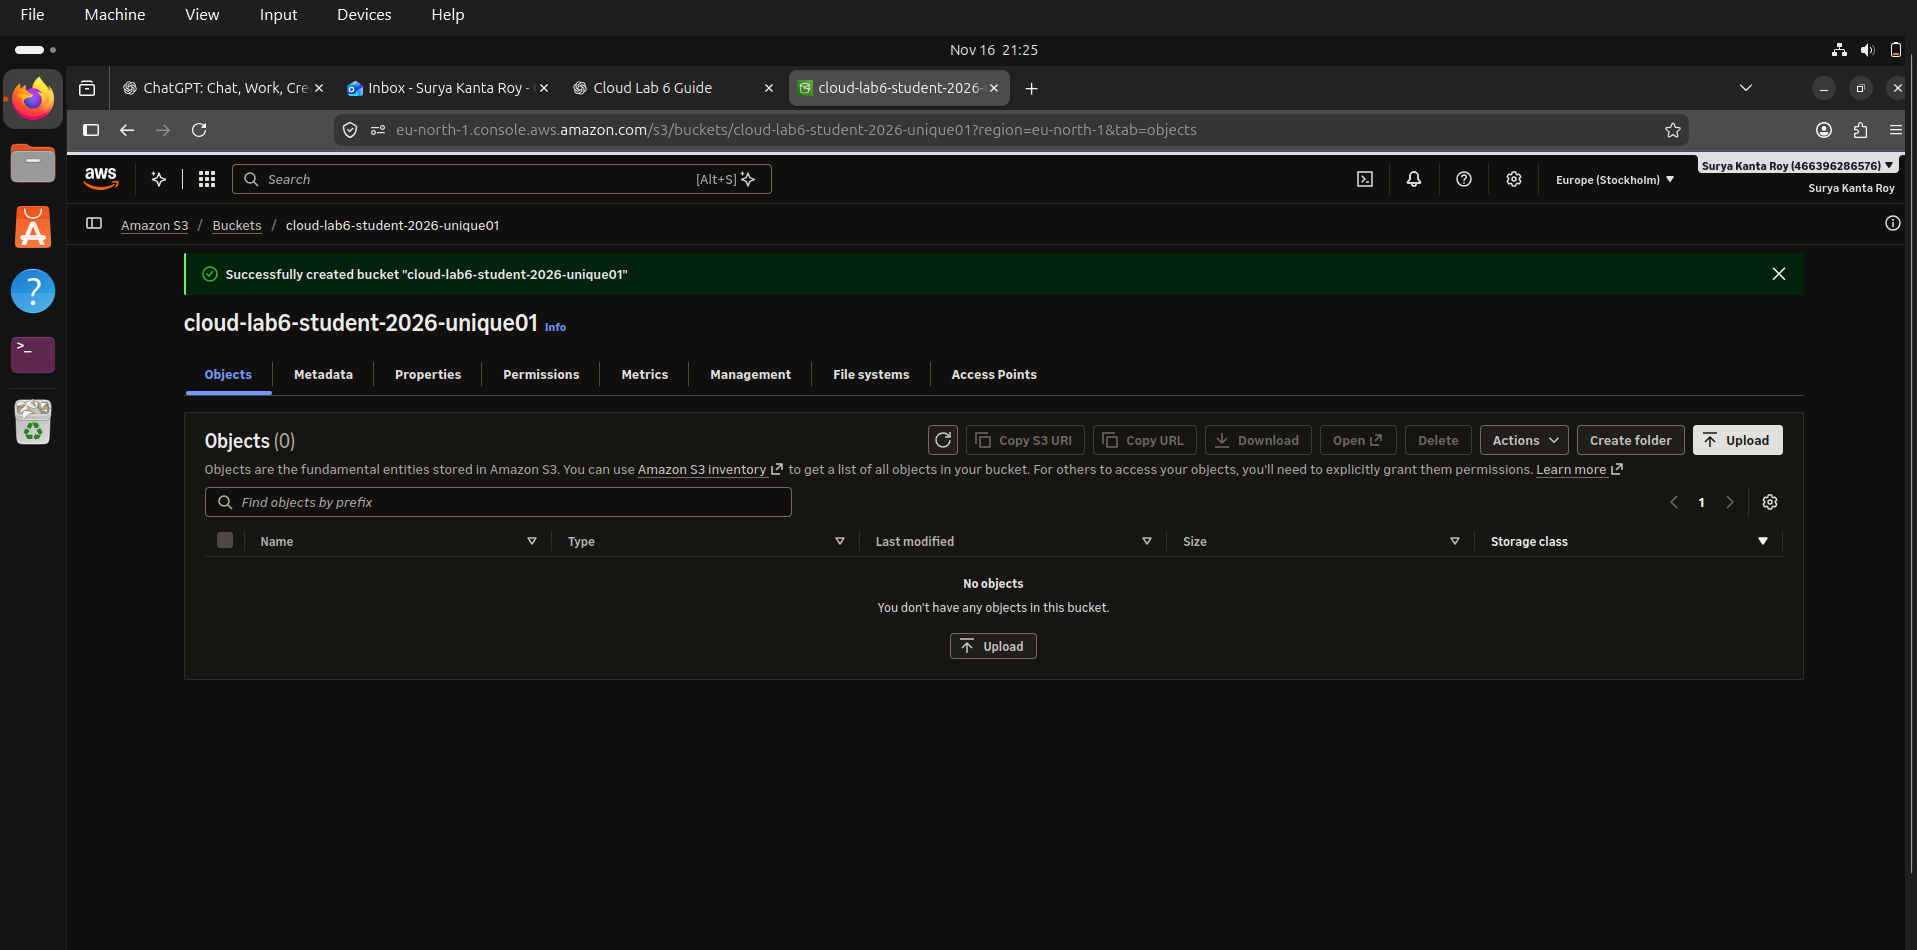 File Machine View Input Devices Help
Nov 16 21:25
ChatGPT: Chat, Work, Cre Inbox - Surya Kanta Roy - Cloud Lab 6 Guide cloud-lab6-student-2026-
eu-north-1.console.aws.amazon.com/s3/buckets/cloud-lab6-student-2026-unique01?region=eu-north-1&tab=objects
aws Search [Alt+S] Europe (Stockholm) Surya Kanta Roy (466396286576)
Surya Kanta Roy
Amazon S3 / Buckets / cloud-lab6-student-2026-unique01
Successfully created bucket "cloud-lab6-student-2026-unique01"
cloud-lab6-student-2026-unique01 Info
Objects Metadata Properties Permissions Metrics Management File systems Access Points
Objects (0) Copy S3 URI Copy URL Download Open Delete Actions Create folder Upload
Objects are the fundamental entities stored in Amazon S3. You can use Amazon S3 inventory to get a list of all objects in your bucket. For others to access your objects, you'll need to explicitly grant them permissions. Learn more
Find objects by prefix 1
Name Type Last modified Size Storage class
No objects
You don't have any objects in this bucket.
Upload